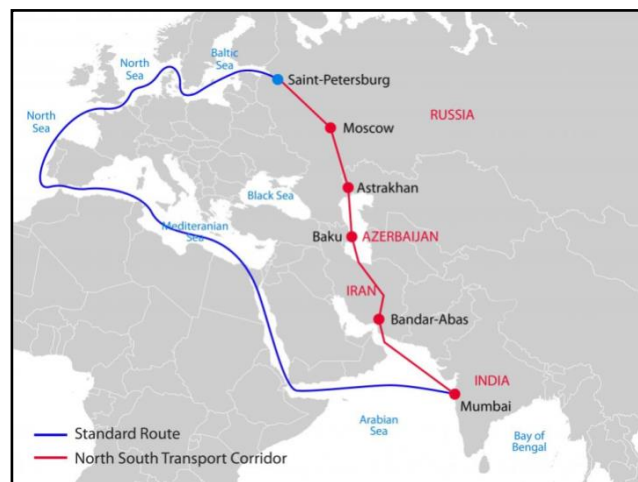 North
Sea
Baltic
Sea
Saint-Petersburg
North
Sea
Moscow
RUSSIA
Astrakhan
Black Sea
Mediteranian
Sea
Baku
AZERBAIJAN
IRAN
Bandar-Abas
INDIA
Mumbai
Arabian
Sea
Bay of
Bengal
Standard Route
North South Transport Corridor